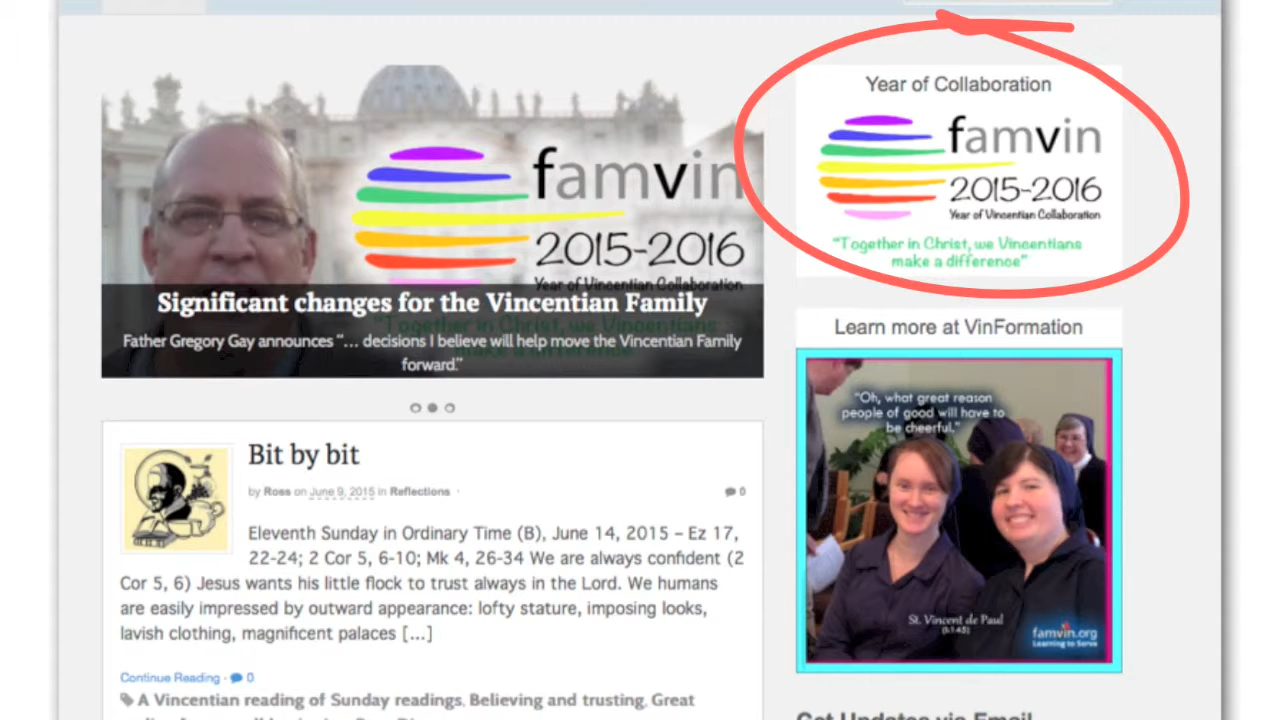 famvin
2015-2016
Year of Vincentian Collaboration
Significant changes for the Vincentian Family
Father Gregory Gay announces “... decisions I believe will help move the Vincentian Family
forward.”
Bit by bit
by Ross on June 9, 2015 in Reflections ·
0
Eleventh Sunday in Ordinary Time (B), June 14, 2015 – Ez 17,
22-24; 2 Cor 5, 6-10; Mk 4, 26-34 We are always confident (2
Cor 5, 6) Jesus wants his little flock to trust always in the Lord. We humans
are easily impressed by outward appearance: lofty stature, imposing looks,
lavish clothing, magnificent palaces [...]
Continue Reading · 0
A Vincentian reading of Sunday readings, Believing and trusting, Great
Year of Collaboration
famvin
2015-2016
Year of Vincentian Collaboration
“Together in Christ, we Vincentians
make a difference”
Learn more at VinFormation
“Oh, what great reason
people of good will have to
be cheerful.”
St. Vincent de Paul
(I:1:43)
famvin.org
Learning to Serve
Get Updates via Email